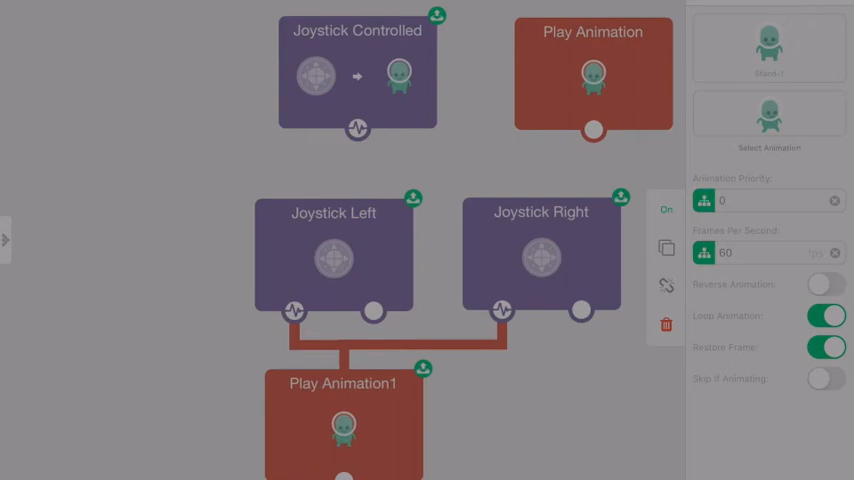 Joystick Controlled
Play Animation
Joystick Left
Joystick Right
Play Animation1
On
Stand-1
Select Animation
Animation Priority:
0
Frames Per Second:
60 fps
Reverse Animation:
Loop Animation:
Restore Frame:
Skip If Animating: